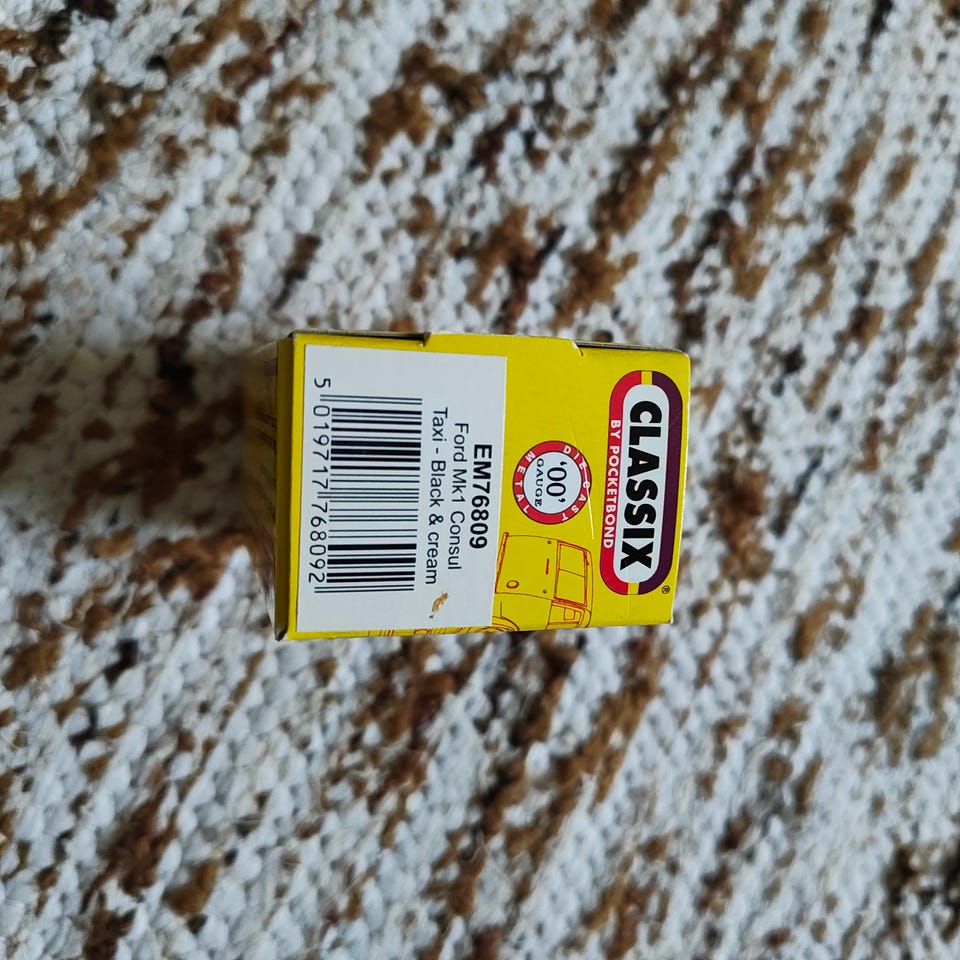 CLASSIX
®
BY POCKETBOND
DIE-CAST
'00'
GAUGE
METAL
EM76809
Ford Mk1 Consul
Taxi - Black & cream
5 019717 768092